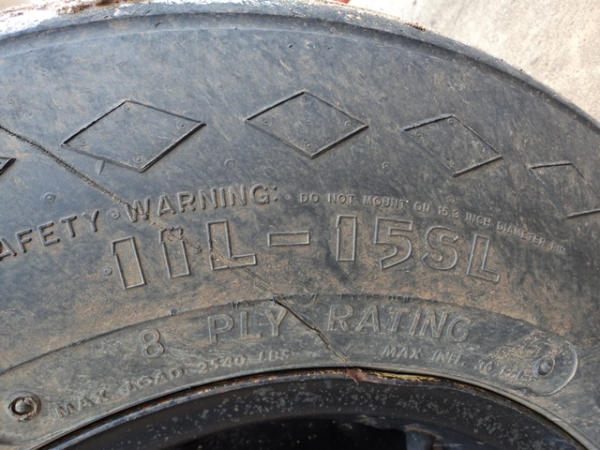 SAFETY WARNING: DO NOT MOUNT ON 15.3 INCH DIAMETER RIM
11L-15SL
8 PLY RATING
MAX LOAD 2540 LBS MAX INFL.